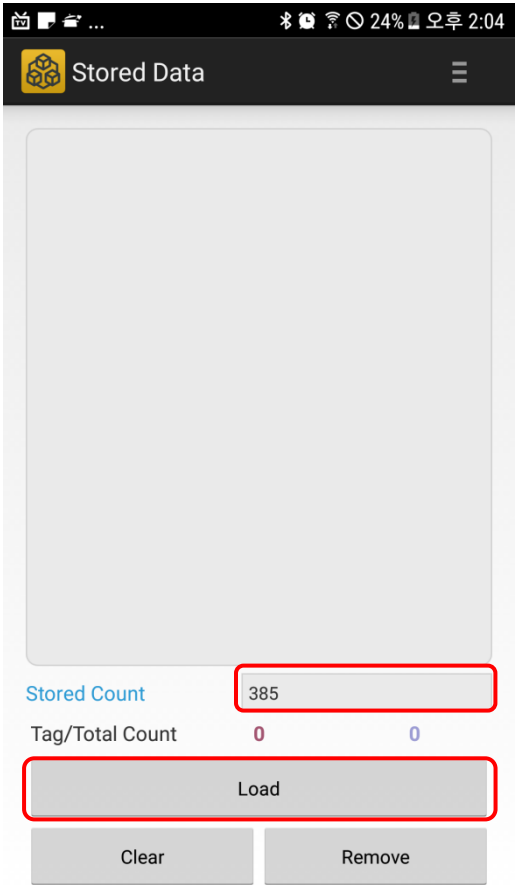 ... 24% 오후 2:04
Stored Data
Stored Count 385
Tag/Total Count 0 0
Load
Clear Remove